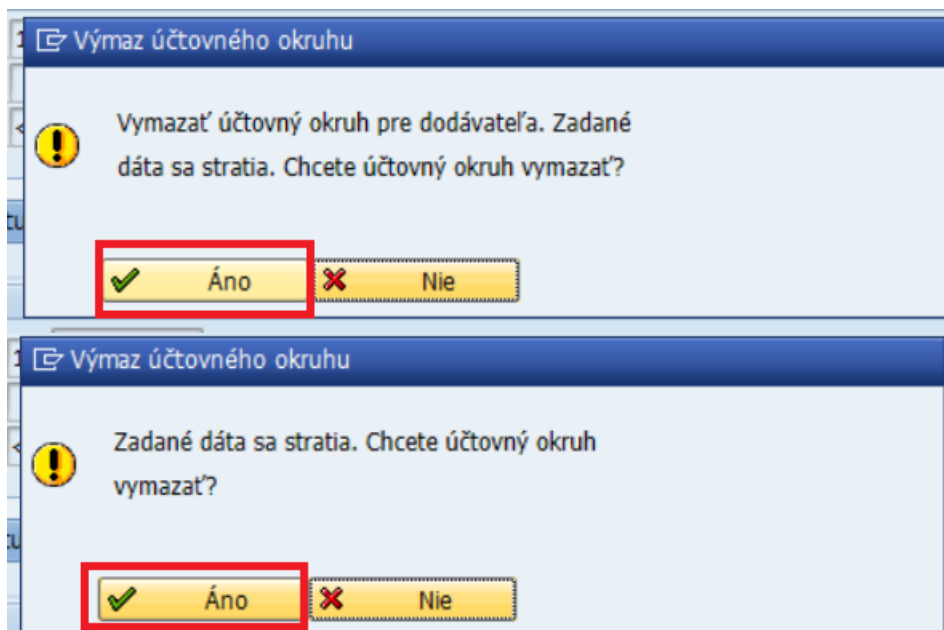 Výmaz účtovného okruhu
Vymazať účtovný okruh pre dodávateľa. Zadané
dáta sa stratia. Chcete účtovný okruh vymazať?
Áno
Nie
Výmaz účtovného okruhu
Zadané dáta sa stratia. Chcete účtovný okruh
vymazať?
Áno
Nie